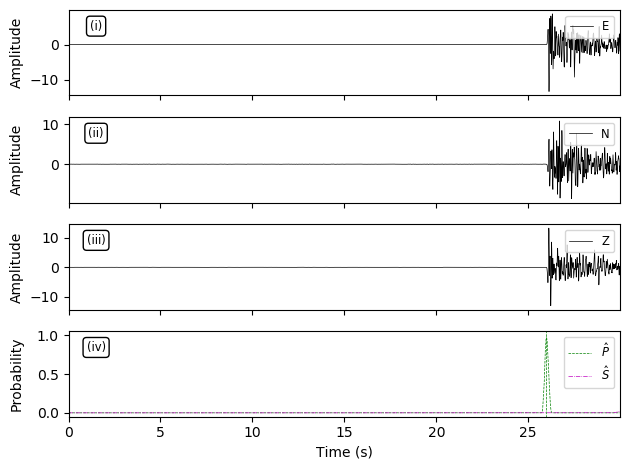 Amplitude
(i)
E
0
−10
Amplitude
(ii)
N
10
0
Amplitude
(iii)
Z
10
0
−10
Probability
(iv)
P̂
Ŝ
1.0
0.5
0.0
0 5 10 15 20 25
Time (s)